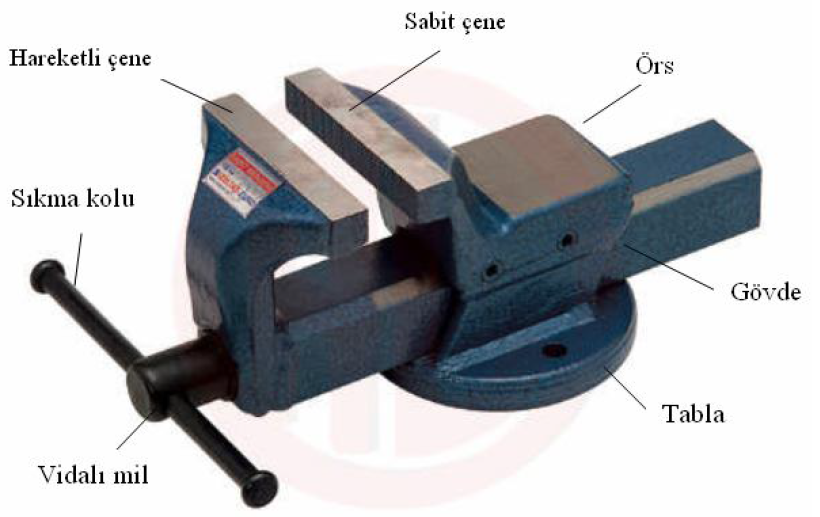 Sabit çene
Hareketli çene
Örs
Sıkma kolu
Gövde
Tabla
Vidalı mil